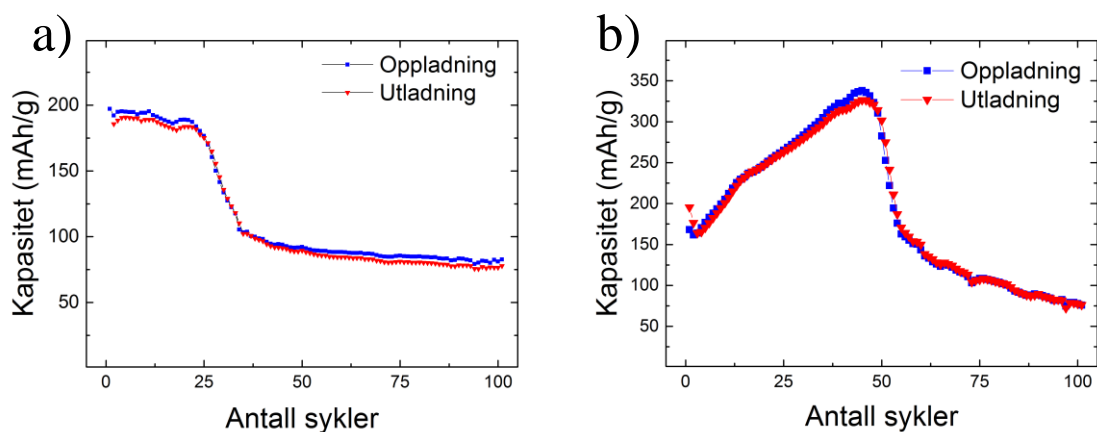 a)
Oppladning
Utladning
Kapasitet (mAh/g)
200
150
100
50
0
25
50
75
100
Antall sykler
b)
Oppladning
Utladning
Kapasitet (mAh/g)
350
300
250
200
150
100
50
0
25
50
75
100
Antall sykler